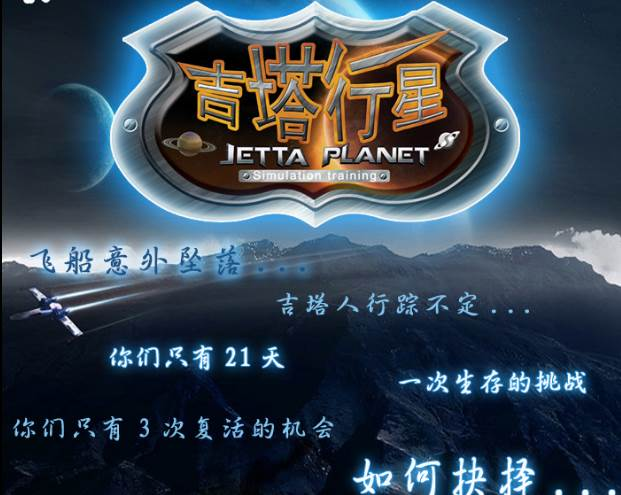 吉塔行星
JETTA PLANET
Simulation training
飞船意外坠落...
吉塔人行踪不定...
你们只有 21 天
一次生存的挑战
你们只有 3 次复活的机会
如何抉择...